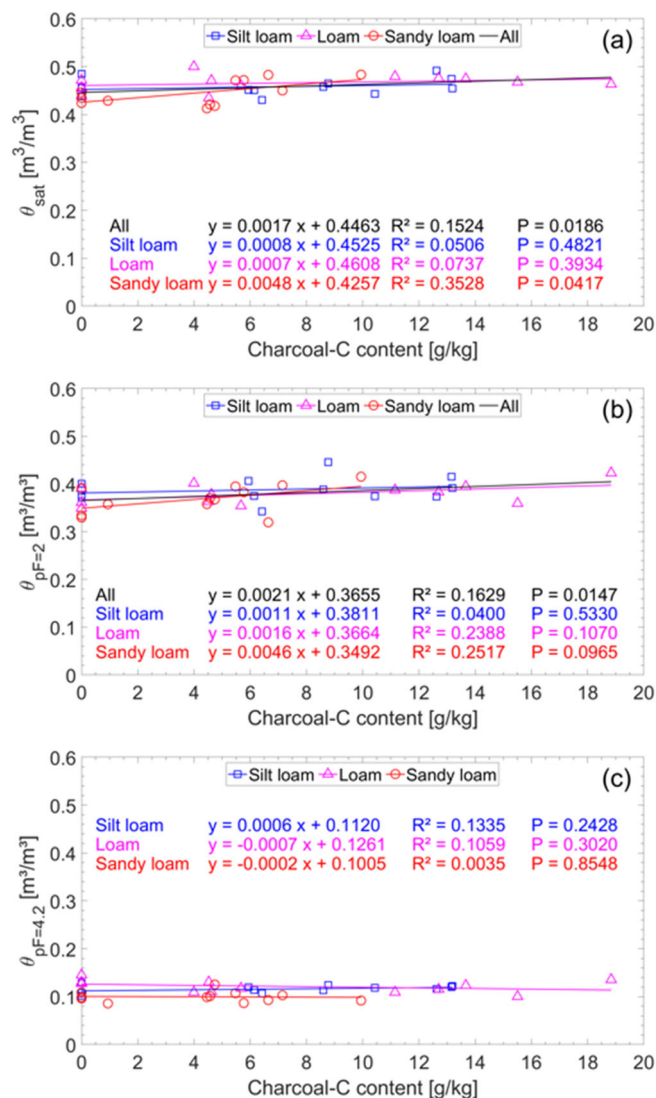 Silt loam Loam Sandy loam All
(a)
0.6
0.5
0.4
0.3
0.2
0.1
0
θsat [m³/m³]
All y = 0.0017 x + 0.4463 R² = 0.1524 P = 0.0186
Silt loam y = 0.0008 x + 0.4525 R² = 0.0506 P = 0.4821
Loam y = 0.0007 x + 0.4608 R² = 0.0737 P = 0.3934
Sandy loam y = 0.0048 x + 0.4257 R² = 0.3528 P = 0.0417
0 2 4 6 8 10 12 14 16 18 20
Charcoal-C content [g/kg]
Silt loam Loam Sandy loam All
(b)
0.6
0.5
0.4
0.3
0.2
0.1
0
θpF=2 [m³/m³]
All y = 0.0021 x + 0.3655 R² = 0.1629 P = 0.0147
Silt loam y = 0.0011 x + 0.3811 R² = 0.0400 P = 0.5330
Loam y = 0.0016 x + 0.3664 R² = 0.2388 P = 0.1070
Sandy loam y = 0.0046 x + 0.3492 R² = 0.2517 P = 0.0965
0 2 4 6 8 10 12 14 16 18 20
Charcoal-C content [g/kg]
Silt loam Loam Sandy loam
(c)
0.6
0.5
0.4
0.3
0.2
0.1
0
θpF=4.2 [m³/m³]
Silt loam y = 0.0006 x + 0.1120 R² = 0.1335 P = 0.2428
Loam y = -0.0007 x + 0.1261 R² = 0.1059 P = 0.3020
Sandy loam y = -0.0002 x + 0.1005 R² = 0.0035 P = 0.8548
0 2 4 6 8 10 12 14 16 18 20
Charcoal-C content [g/kg]